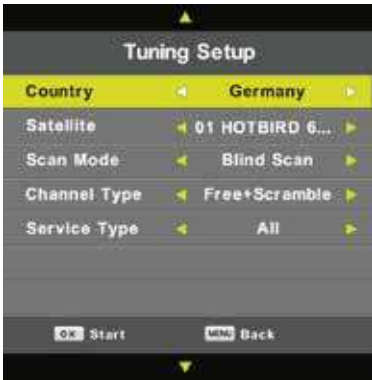 Tuning Setup
Country Germany
Satellite 01 HOTBIRD 6...
Scan Mode Blind Scan
Channel Type Free+Scramble
Service Type All
OK Start MENU Back